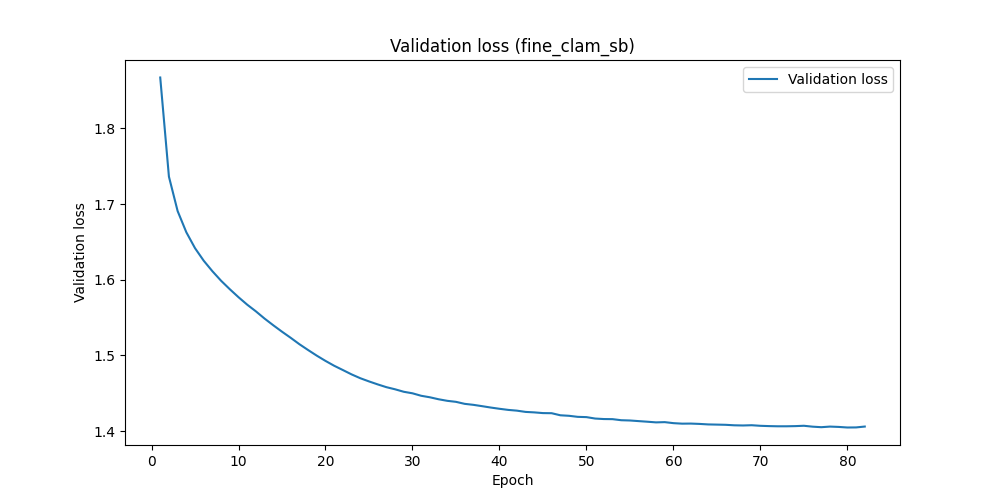 Validation loss (fine_clam_sb)
Validation loss
1.8
1.7
1.6
1.5
1.4
Validation loss
0 10 20 30 40 50 60 70 80
Epoch